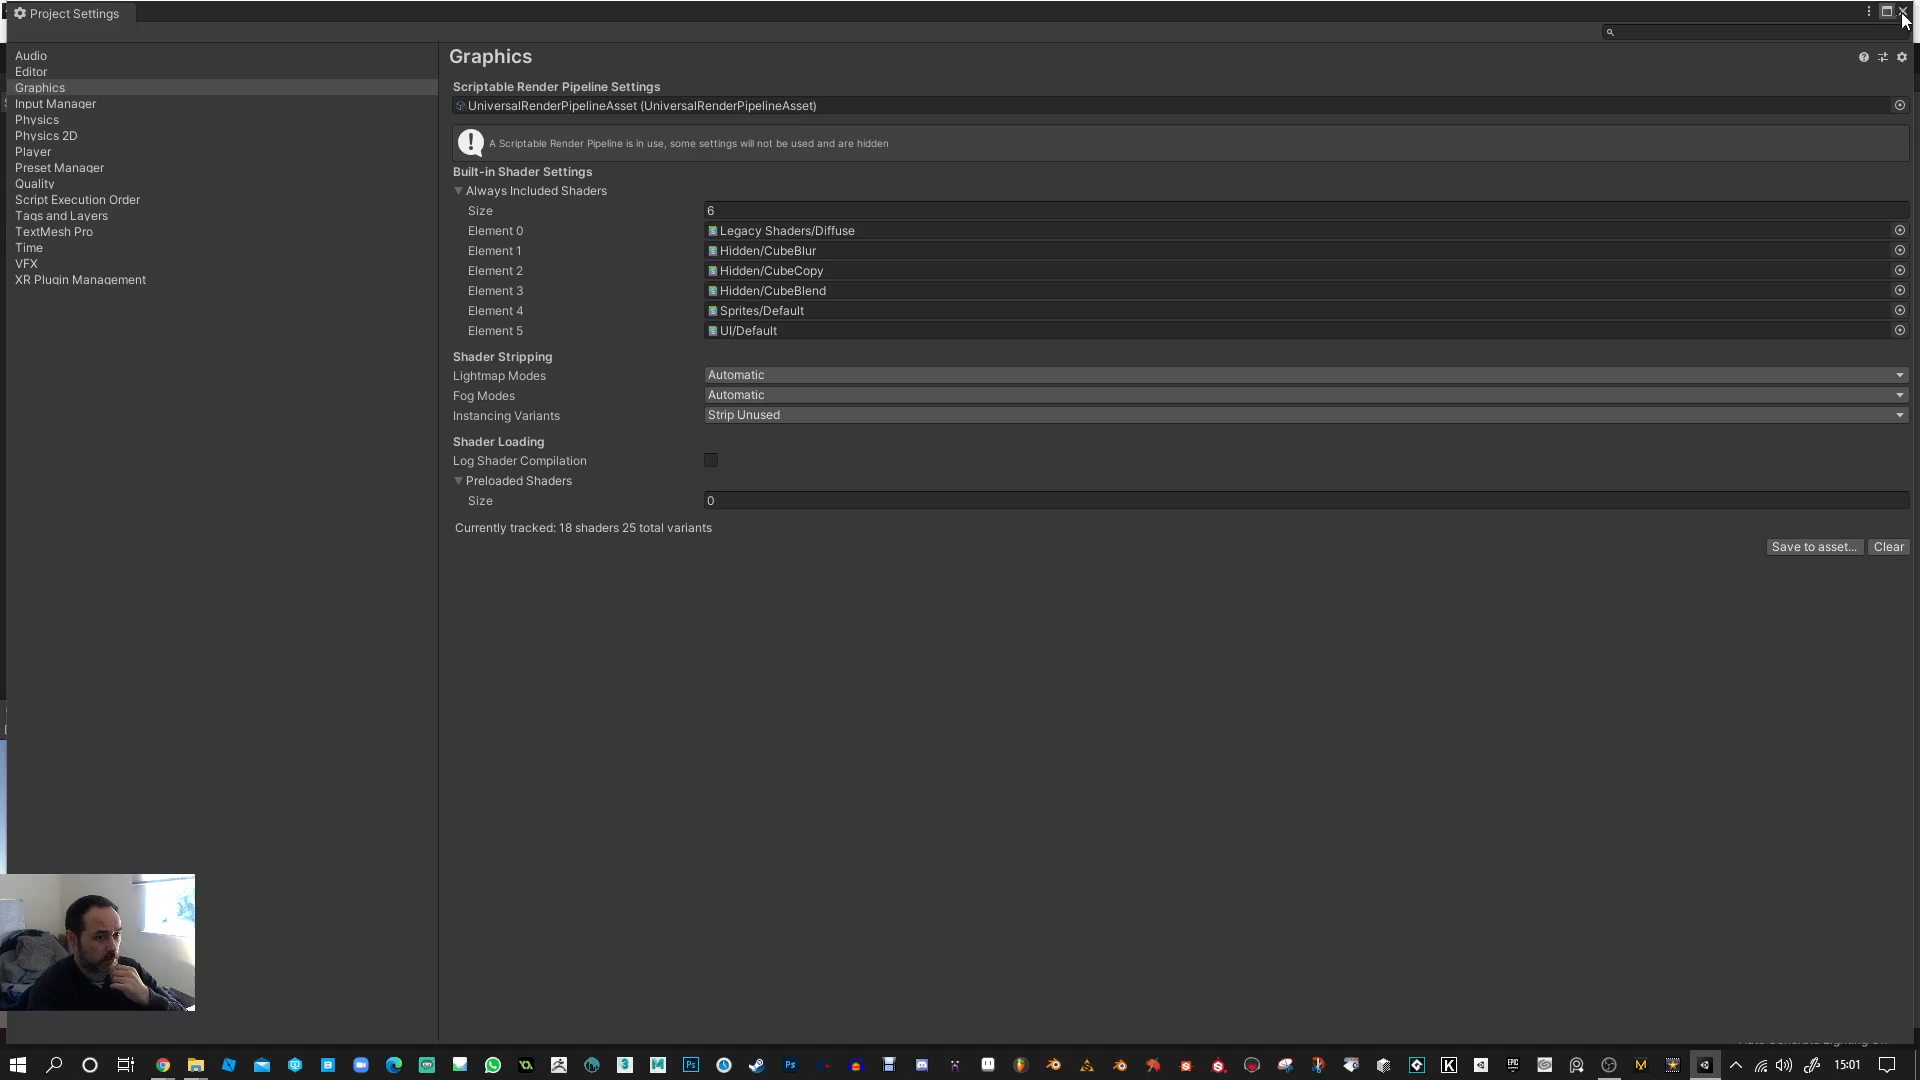 Project Settings
Audio
Editor
Graphics
Input Manager
Physics
Physics 2D
Player
Preset Manager
Quality
Script Execution Order
Tags and Layers
TextMesh Pro
Time
VFX
XR Plugin Management
Graphics
Scriptable Render Pipeline Settings
UniversalRenderPipelineAsset (UniversalRenderPipelineAsset)
A Scriptable Render Pipeline is in use, some settings will not be used and are hidden
Built-in Shader Settings
Always Included Shaders
Size 6
Element 0 Legacy Shaders/Diffuse
Element 1 Hidden/CubeBlur
Element 2 Hidden/CubeCopy
Element 3 Hidden/CubeBlend
Element 4 Sprites/Default
Element 5 UI/Default
Shader Stripping
Lightmap Modes Automatic
Fog Modes Automatic
Instancing Variants Strip Unused
Shader Loading
Log Shader Compilation
Preloaded Shaders
Size 0
Currently tracked: 18 shaders 25 total variants
Save to asset... Clear
15:01